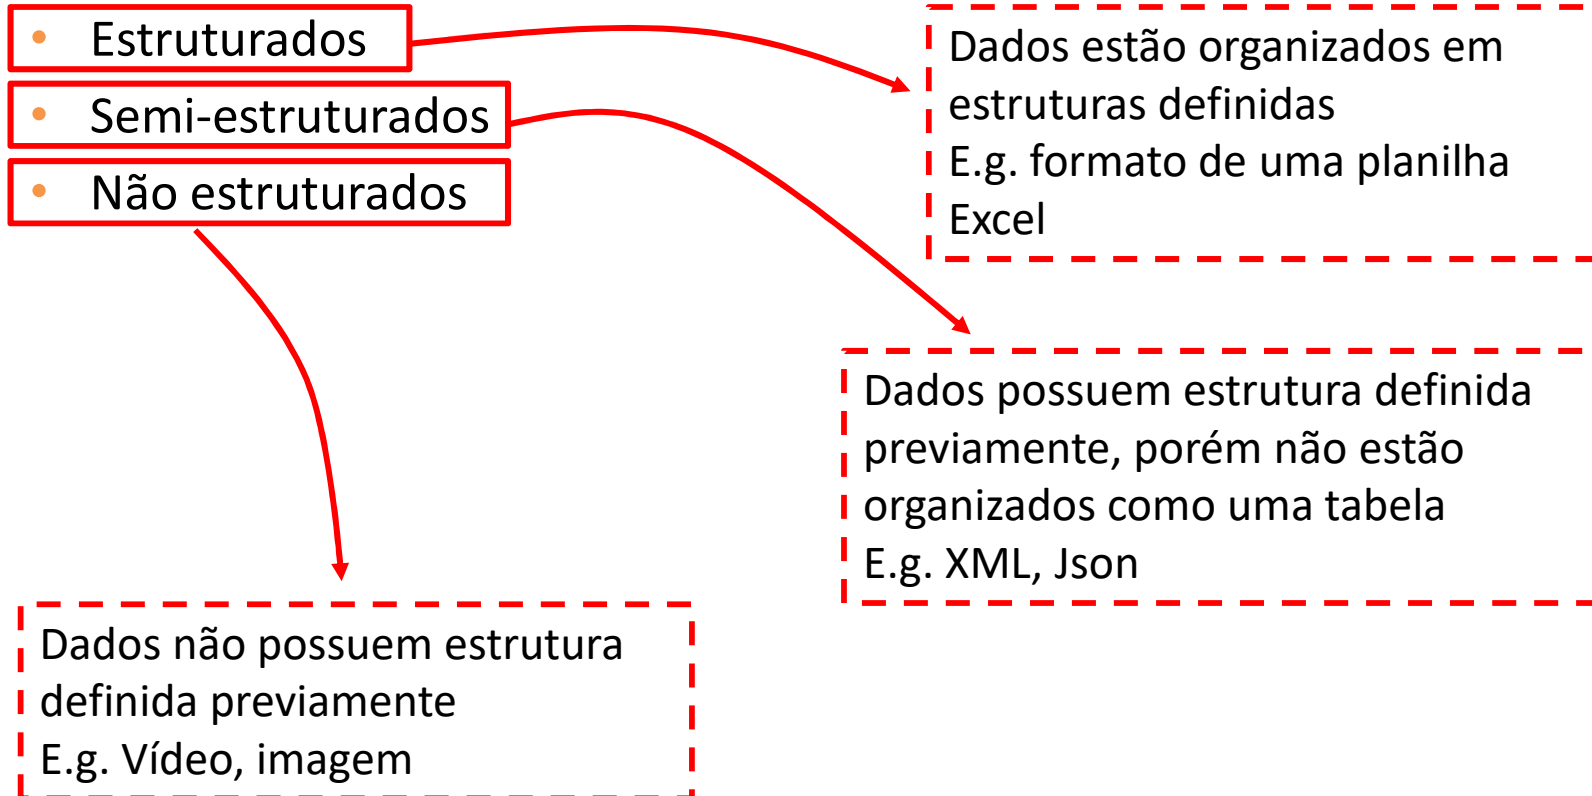 • Estruturados
• Semi-estruturados
• Não estruturados
Dados estão organizados em
estruturas definidas
E.g. formato de uma planilha
Excel
Dados possuem estrutura definida
previamente, porém não estão
organizados como uma tabela
E.g. XML, Json
Dados não possuem estrutura
definida previamente
E.g. Vídeo, imagem